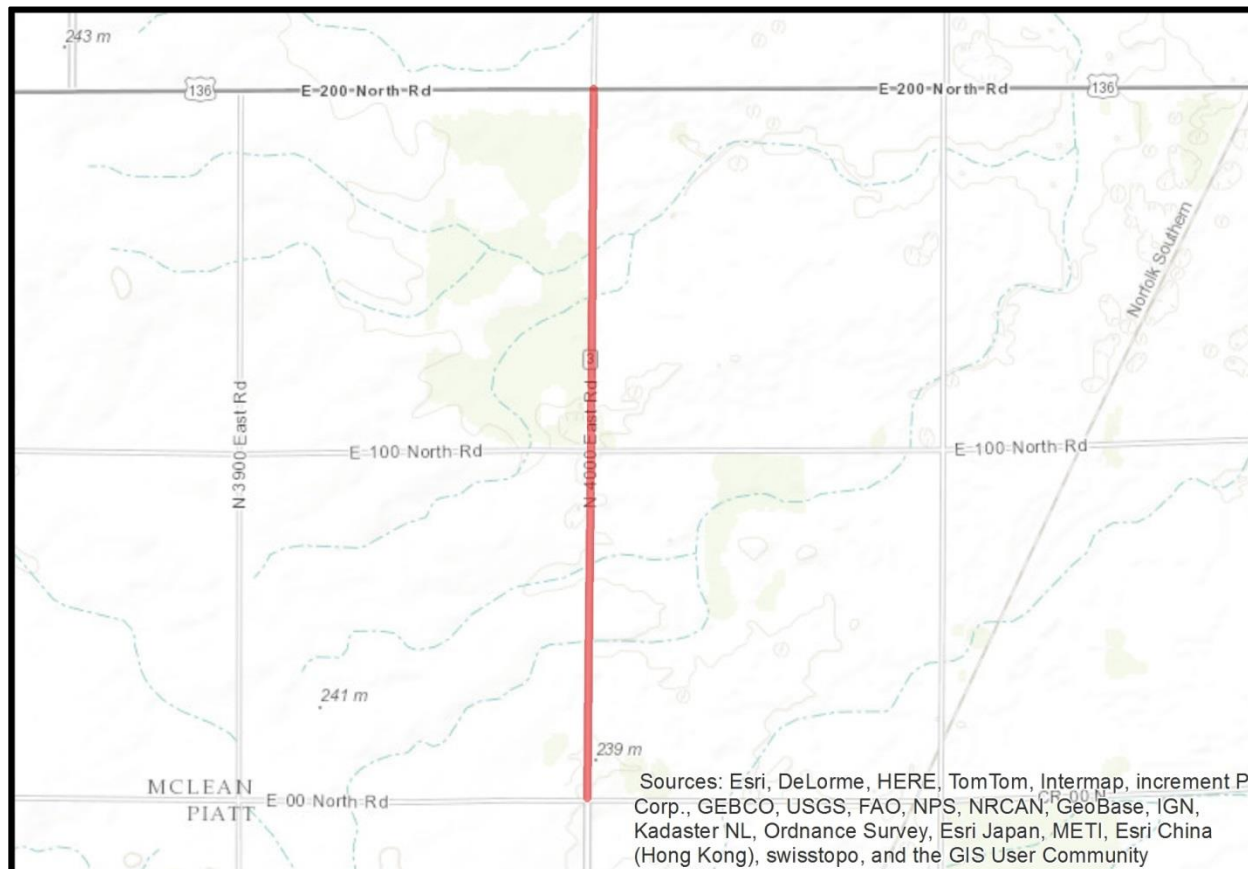 243 m
136
E 200 North Rd
E 200 North Rd
136
Norfolk Southern
3
N 3900 East Rd
N 4000 East Rd
E 100 North Rd
E 100 North Rd
241 m
239 m
MCLEAN
PIATT
E 00 North Rd
CR 00 N
Sources: Esri, DeLorme, HERE, TomTom, Intermap, increment P
Corp., GEBCO, USGS, FAO, NPS, NRCAN, GeoBase, IGN,
Kadaster NL, Ordnance Survey, Esri Japan, METI, Esri China
(Hong Kong), swisstopo, and the GIS User Community